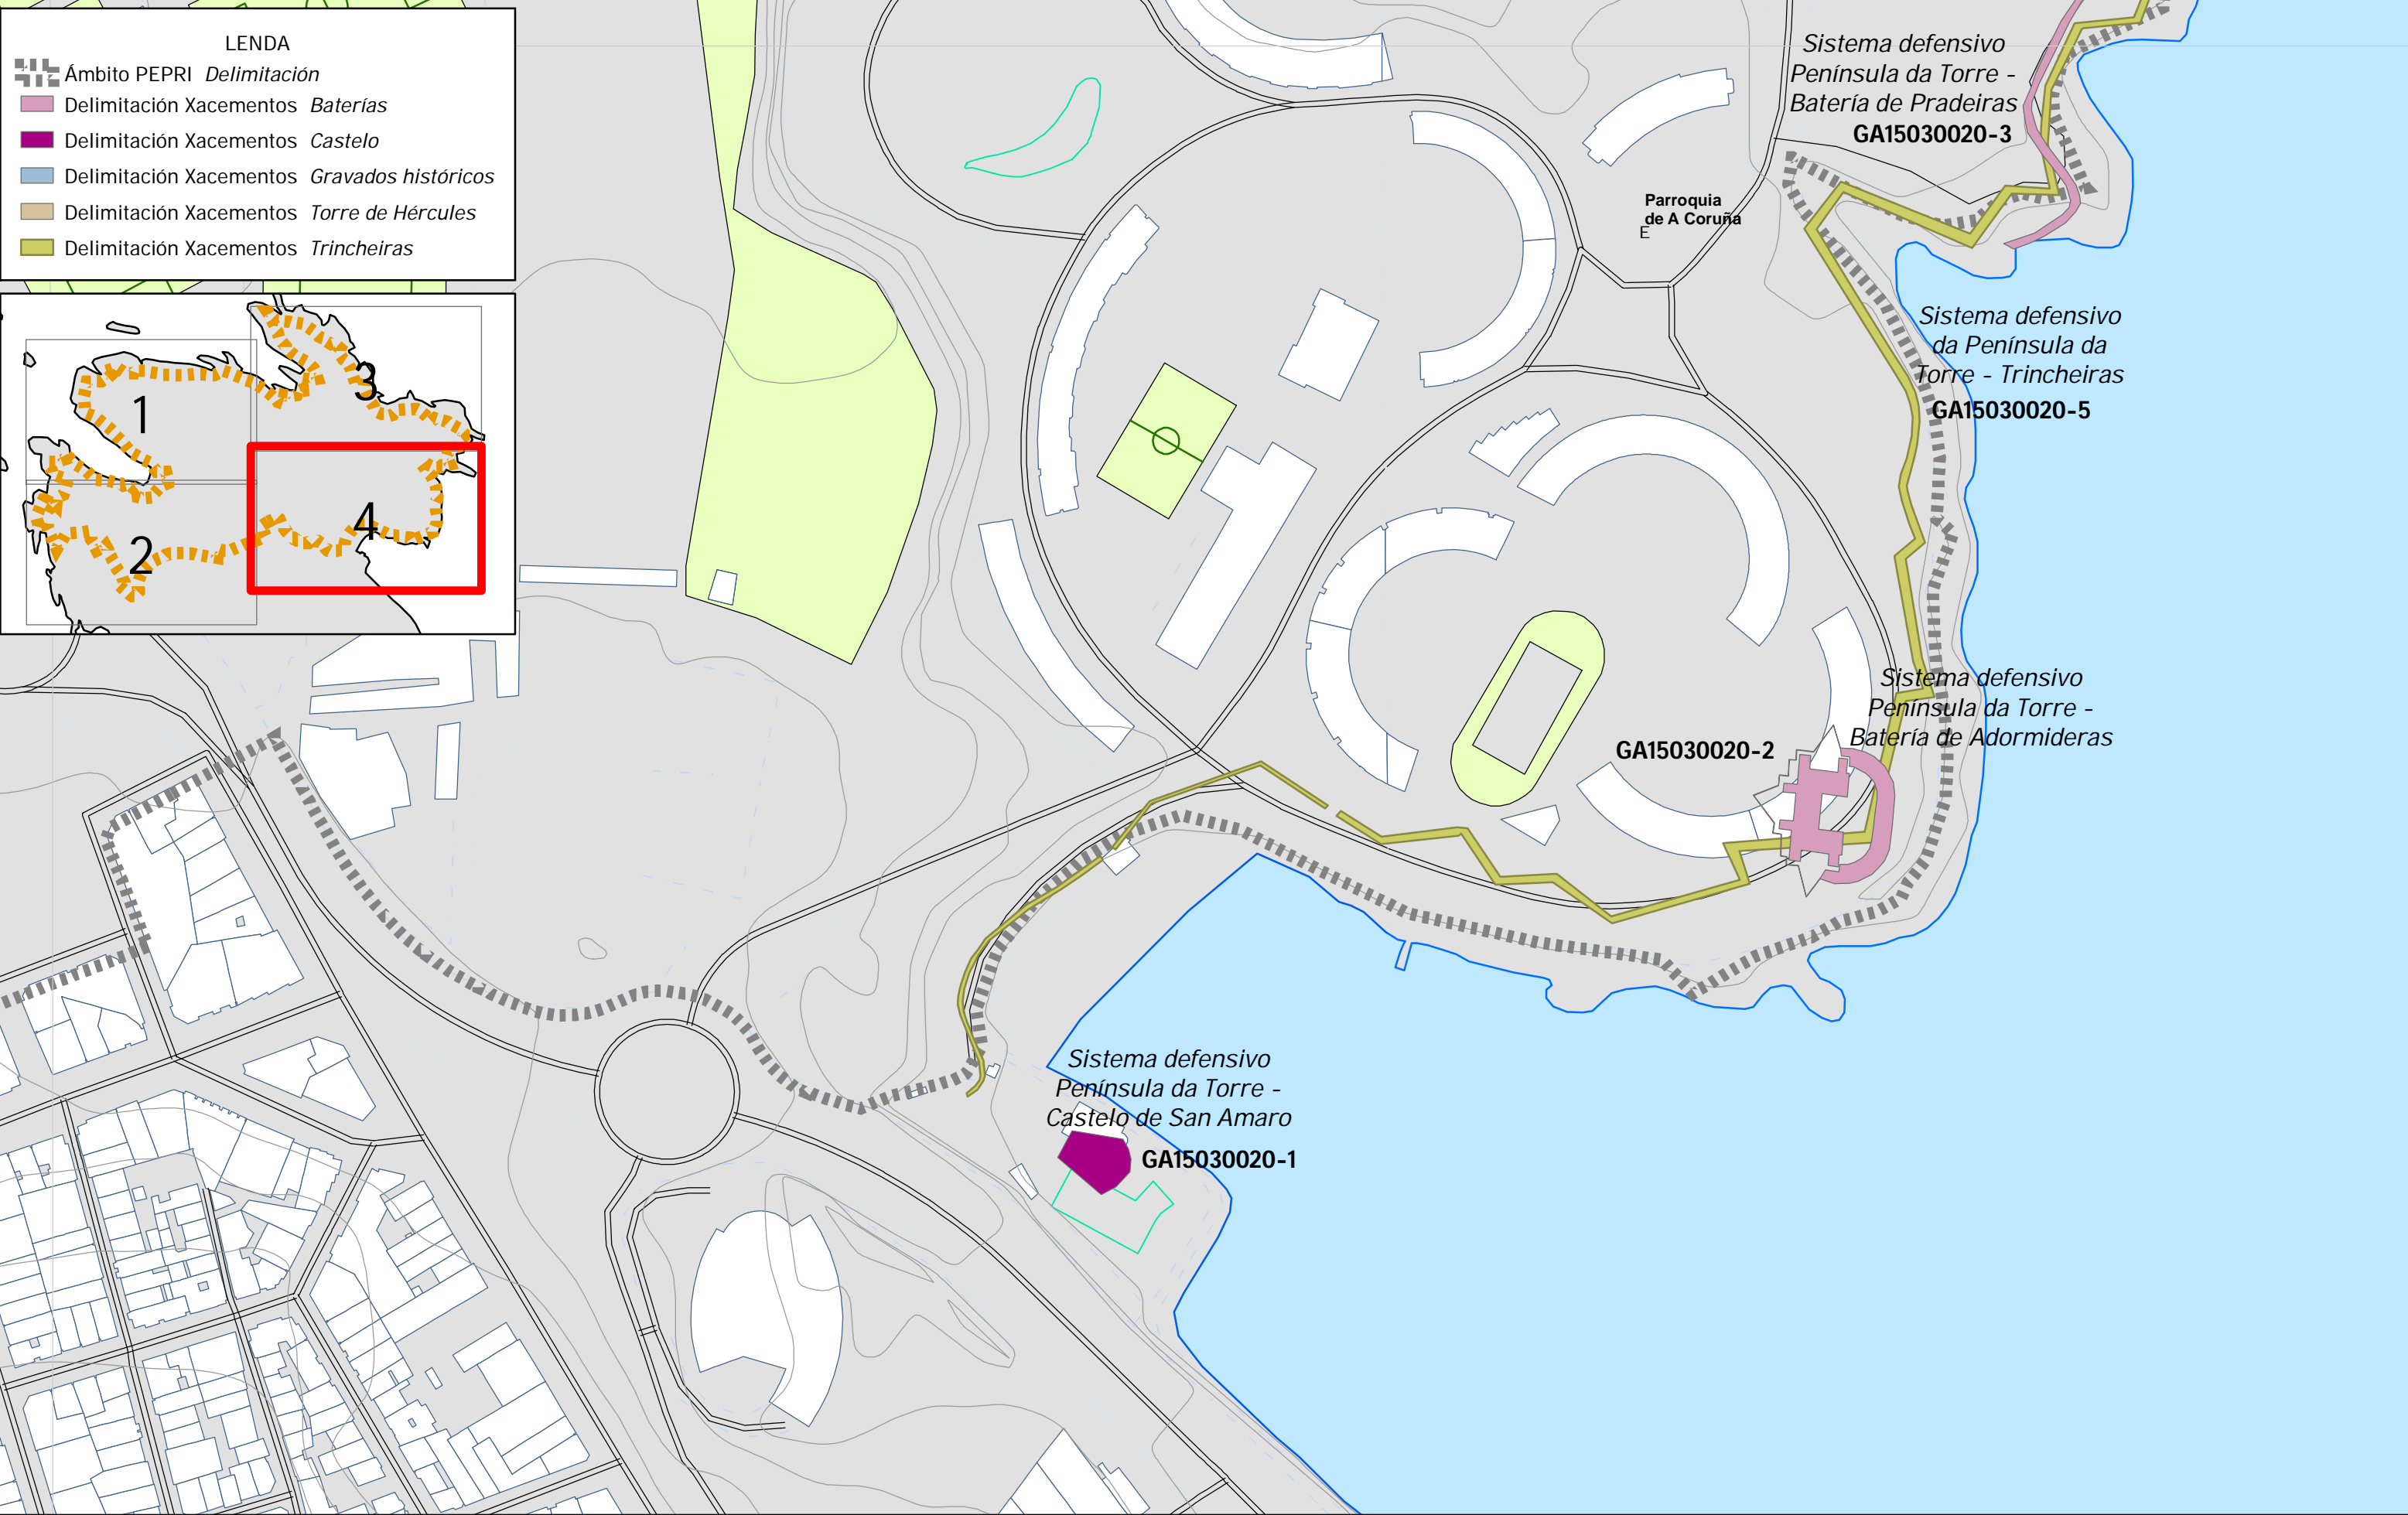 LENDA
Ámbito PEPRI Delimitación
Delimitación Xacementos Baterías
Delimitación Xacementos Castelo
Delimitación Xacementos Gravados históricos
Delimitación Xacementos Torre de Hércules
Delimitación Xacementos Trincheiras
1
2
3
4
Sistema defensivo
Península da Torre -
Batería de Pradeiras
GA15030020-3
Parroquia
de A Coruña
E
Sistema defensivo
da Península da
Torre - Trincheiras
GA15030020-5
Sistema defensivo
Península da Torre -
Batería de Adormideras
GA15030020-2
Sistema defensivo
Península da Torre -
Castelo de San Amaro
GA15030020-1